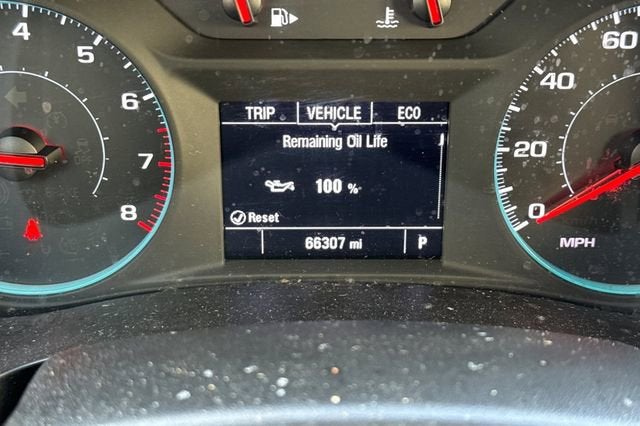 4
5
6
7
8
TRIP VEHICLE ECO
Remaining Oil Life
100 %
Reset
66307 mi P
60
40
20
0
MPH